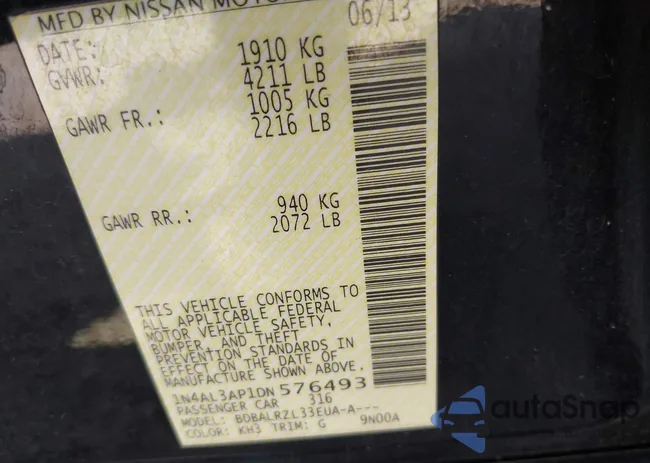 MFD BY NISSAN MOTOR
DATE: 06/13
GVWR: 1910 KG
4211 LB
GAWR FR.: 1005 KG
2216 LB
GAWR RR.: 940 KG
2072 LB
THIS VEHICLE CONFORMS TO
ALL APPLICABLE FEDERAL
MOTOR VEHICLE SAFETY,
BUMPER, AND THEFT
PREVENTION STANDARDS IN
EFFECT ON THE DATE OF
MANUFACTURE SHOWN ABOVE.
1N4AL3AP1DN576493
PASSENGER CAR 316
MODEL: BDBALRZL33EUA-A---
COLOR: KH3 TRIM: G 9N00A
autoSnap